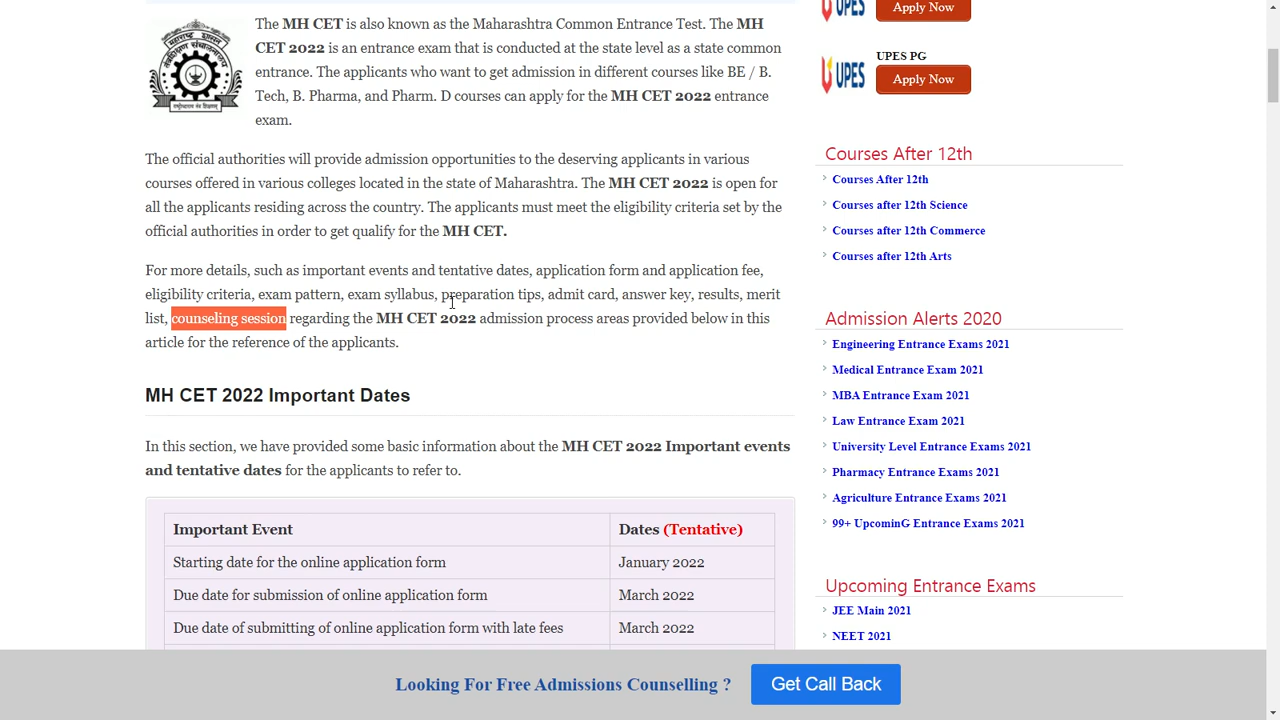 The MH CET is also known as the Maharashtra Common Entrance Test. The MH
CET 2022 is an entrance exam that is conducted at the state level as a state common
entrance. The applicants who want to get admission in different courses like BE / B.
Tech, B. Pharma, and Pharm. D courses can apply for the MH CET 2022 entrance
exam.
The official authorities will provide admission opportunities to the deserving applicants in various
courses offered in various colleges located in the state of Maharashtra. The MH CET 2022 is open for
all the applicants residing across the country. The applicants must meet the eligibility criteria set by the
official authorities in order to get qualify for the MH CET.
For more details, such as important events and tentative dates, application form and application fee,
eligibility criteria, exam pattern, exam syllabus, preparation tips, admit card, answer key, results, merit
list, counseling session regarding the MH CET 2022 admission process areas provided below in this
article for the reference of the applicants.
MH CET 2022 Important Dates
In this section, we have provided some basic information about the MH CET 2022 Important events
and tentative dates for the applicants to refer to.
Important Event Dates (Tentative)
Starting date for the online application form January 2022
Due date for submission of online application form March 2022
Due date of submitting of online application form with late fees March 2022
UPES
Apply Now
UPES PG
UPES
Apply Now
Courses After 12th
Courses After 12th
Courses after 12th Science
Courses after 12th Commerce
Courses after 12th Arts
Admission Alerts 2020
Engineering Entrance Exams 2021
Medical Entrance Exam 2021
MBA Entrance Exam 2021
Law Entrance Exam 2021
University Level Entrance Exams 2021
Pharmacy Entrance Exams 2021
Agriculture Entrance Exams 2021
99+ UpcominG Entrance Exams 2021
Upcoming Entrance Exams
JEE Main 2021
NEET 2021
Looking For Free Admissions Counselling ?
Get Call Back